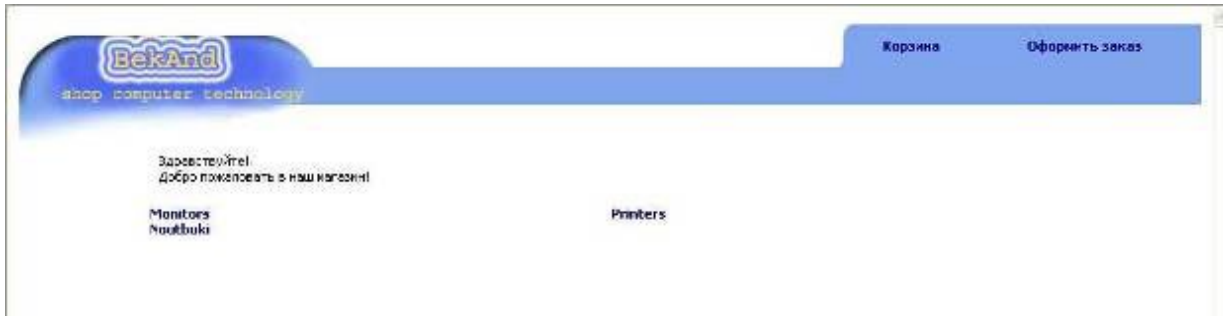 BekAnd
shop computer technology
Корзина Оформить заказ
Здравствуйте!
Добро пожаловать в наш магазин!
Monitors Printers
Noutbuki